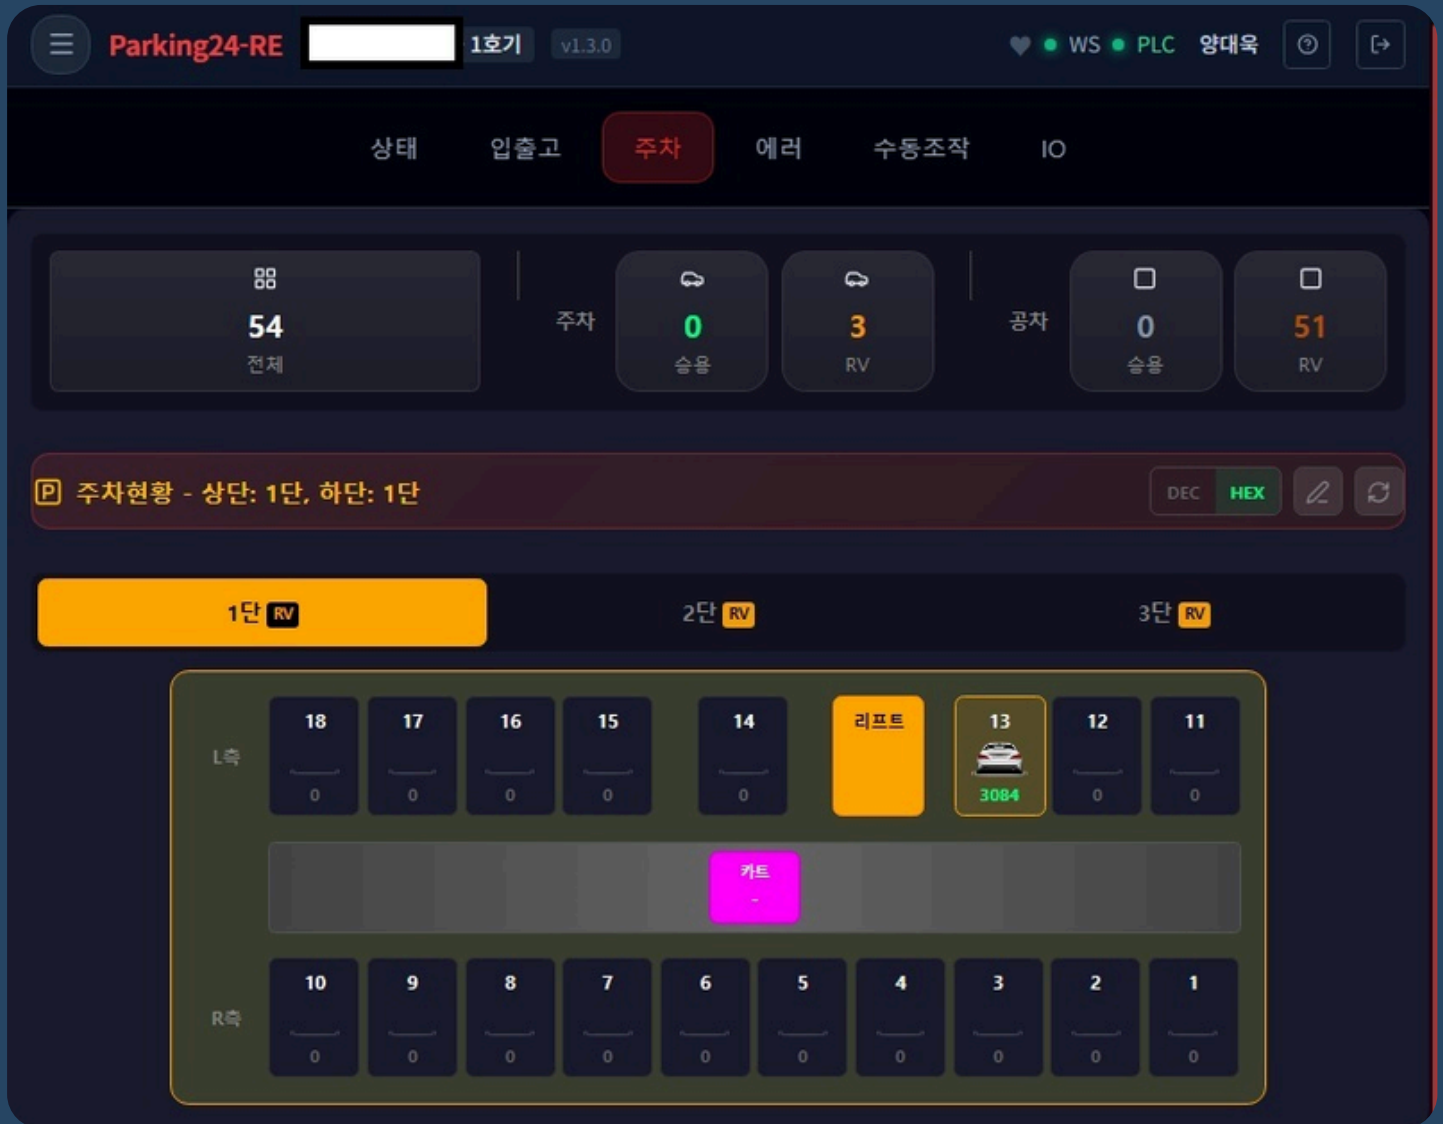 Parking24-RE 1호기 v1.3.0 WS PLC 양대욱
상태 입출고 주차 에러 수동조작 IO
54
전체
주차
0
승용
3
RV
공차
0
승용
51
RV
P 주차현황 - 상단: 1단, 하단: 1단 DEC HEX
1단 RV 2단 RV 3단 RV
L측
18 17 16 15 14 리프트 13 12 11
0 0 0 0 0 3084 0 0
카트
-
R측
10 9 8 7 6 5 4 3 2 1
0 0 0 0 0 0 0 0 0 0